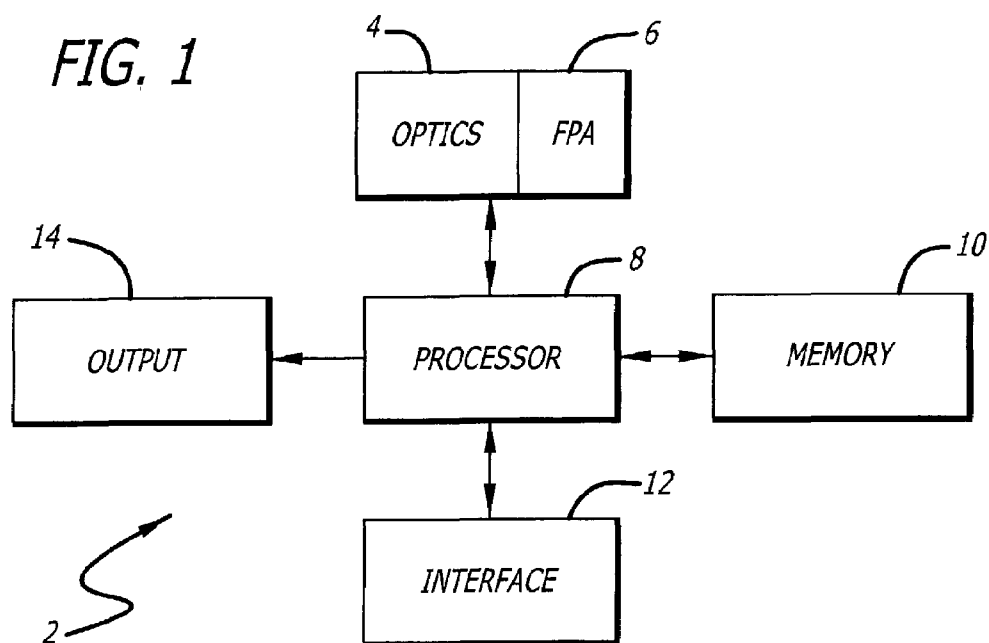 FIG. 1
4
6
OPTICS
FPA
14
8
10
OUTPUT
PROCESSOR
MEMORY
12
INTERFACE
2